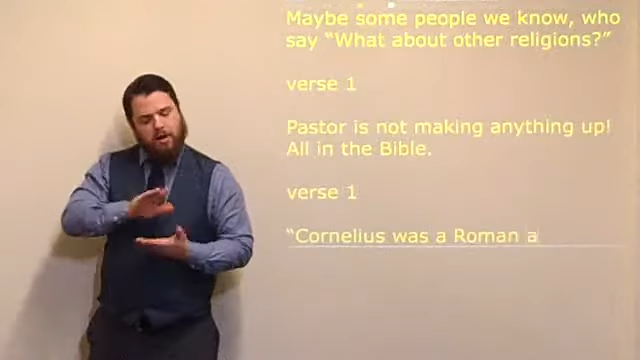 Maybe some people we know, who
say “What about other religions?”
verse 1
Pastor is not making anything up!
All in the Bible.
verse 1
“Cornelius was a Roman a